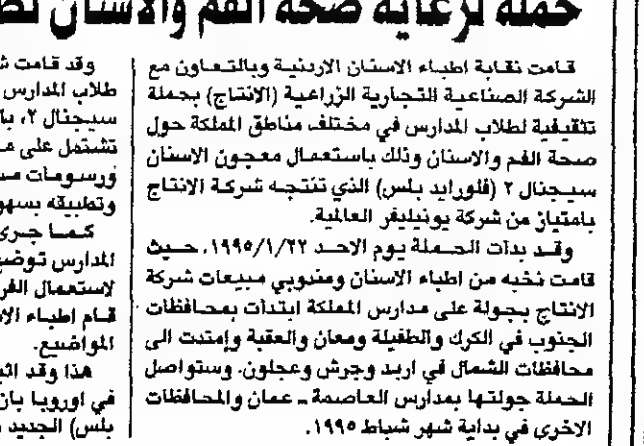 حملة لرعاية صحة الفم والأسنان
قامت نقابة اطباء الاسنان الاردنية وبالتعاون مع
الشركة الصناعية التجارية الزراعية (الانتاج) بجملة
تثقيفية لطلاب المدارس في مختلف مناطق المملكة حول
صحة الفم والاسنان وذلك باستعمال معجون الاسنان
سيجنال ٢ (فلورايد بلس) الذي تنتجه شركة الانتاج
بامتياز من شركة يونيليفر العالمية.
وقد بدأت الحملة يوم الاحد ١٩٩٥/١/٢٢، حيث
قامت نخبه من اطباء الاسنان ومندوبي مبيعات شركة
الانتاج بجولة على مدارس المملكة ابتدأت بمحافظات
الجنوب في الكرك والطفيلة ومعان والعقبة وإمتدت الى
محافظات الشمال في اربد وجرش وعجلون. وستواصل
الحملة جولتها بمدارس العاصمة ـ عمان والمحافظات
الاخرى في بداية شهر شباط ١٩٩٥.
وقد قامت
طلاب المدارس
سيجنال ٢،
تشتمل على
ورسومات
وتطبيقه
كما جرى
المدارس
لاستعمال
قام اطباء
المواضيع.
هذا وقد
في اوروبا بان
بلس) الجديد